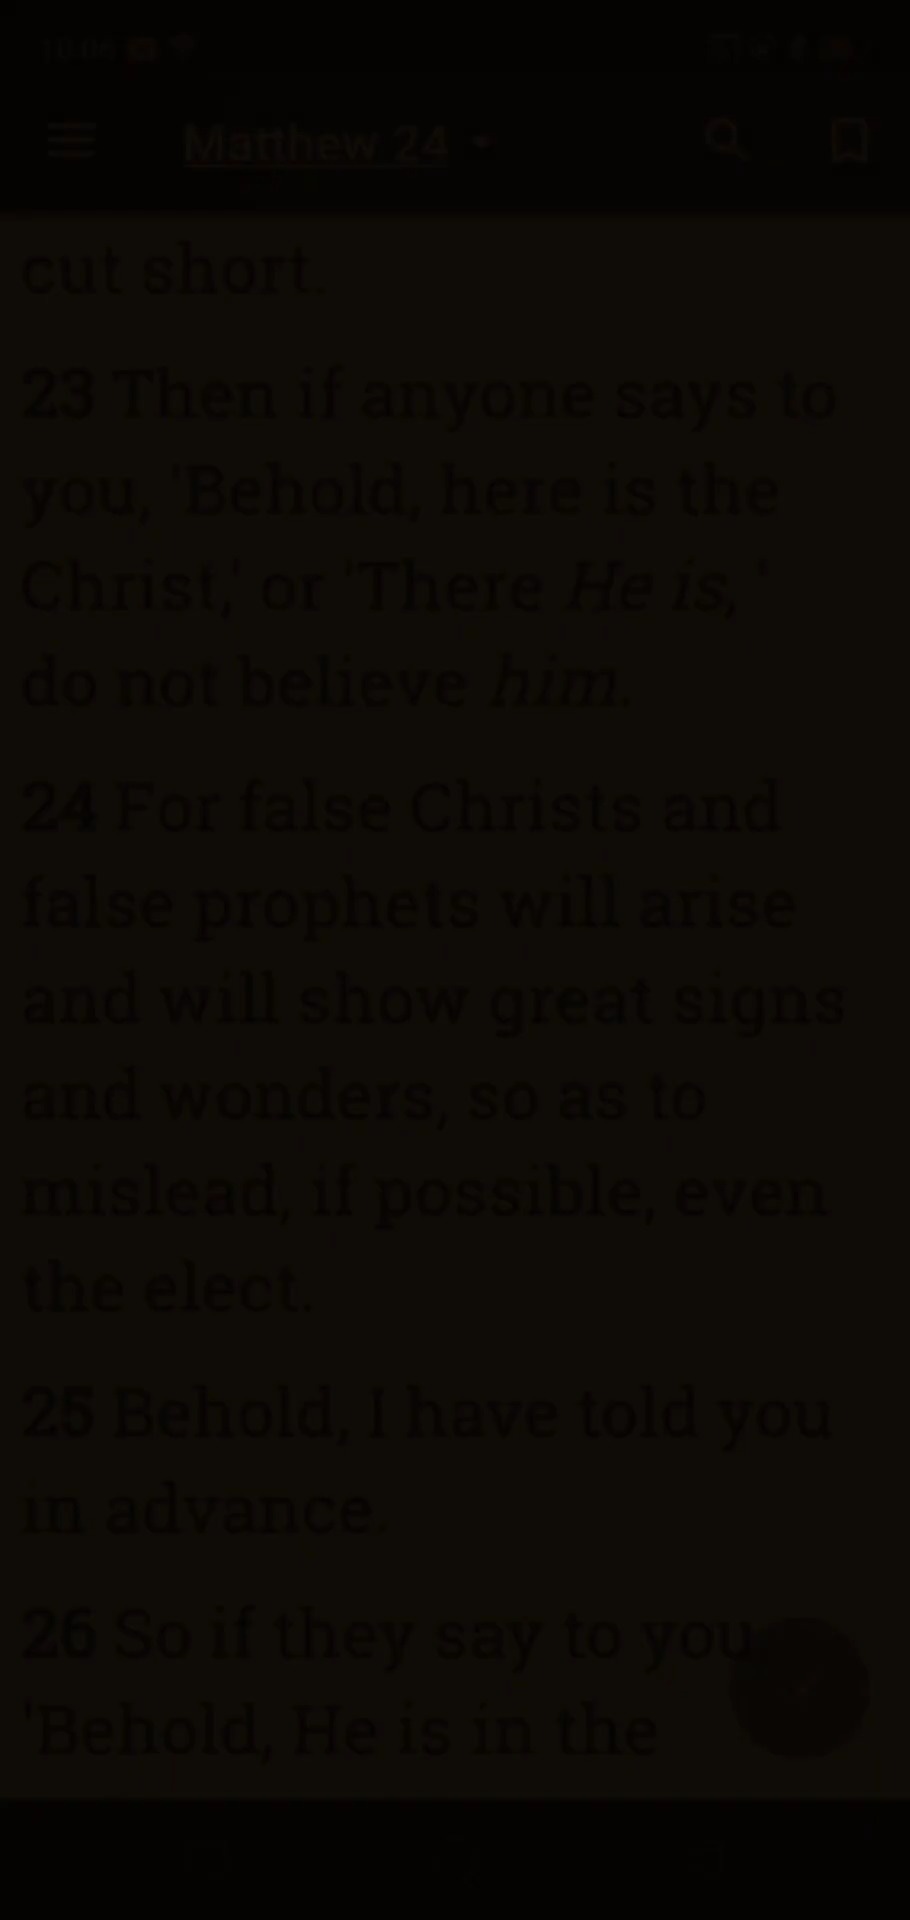 10:06
Matthew 24
cut short.
23 Then if anyone says to
you, 'Behold, here is the
Christ,' or 'There He is, '
do not believe him.
24 For false Christs and
false prophets will arise
and will show great signs
and wonders, so as to
mislead, if possible, even
the elect.
25 Behold, I have told you
in advance.
26 So if they say to you
'Behold, He is in the